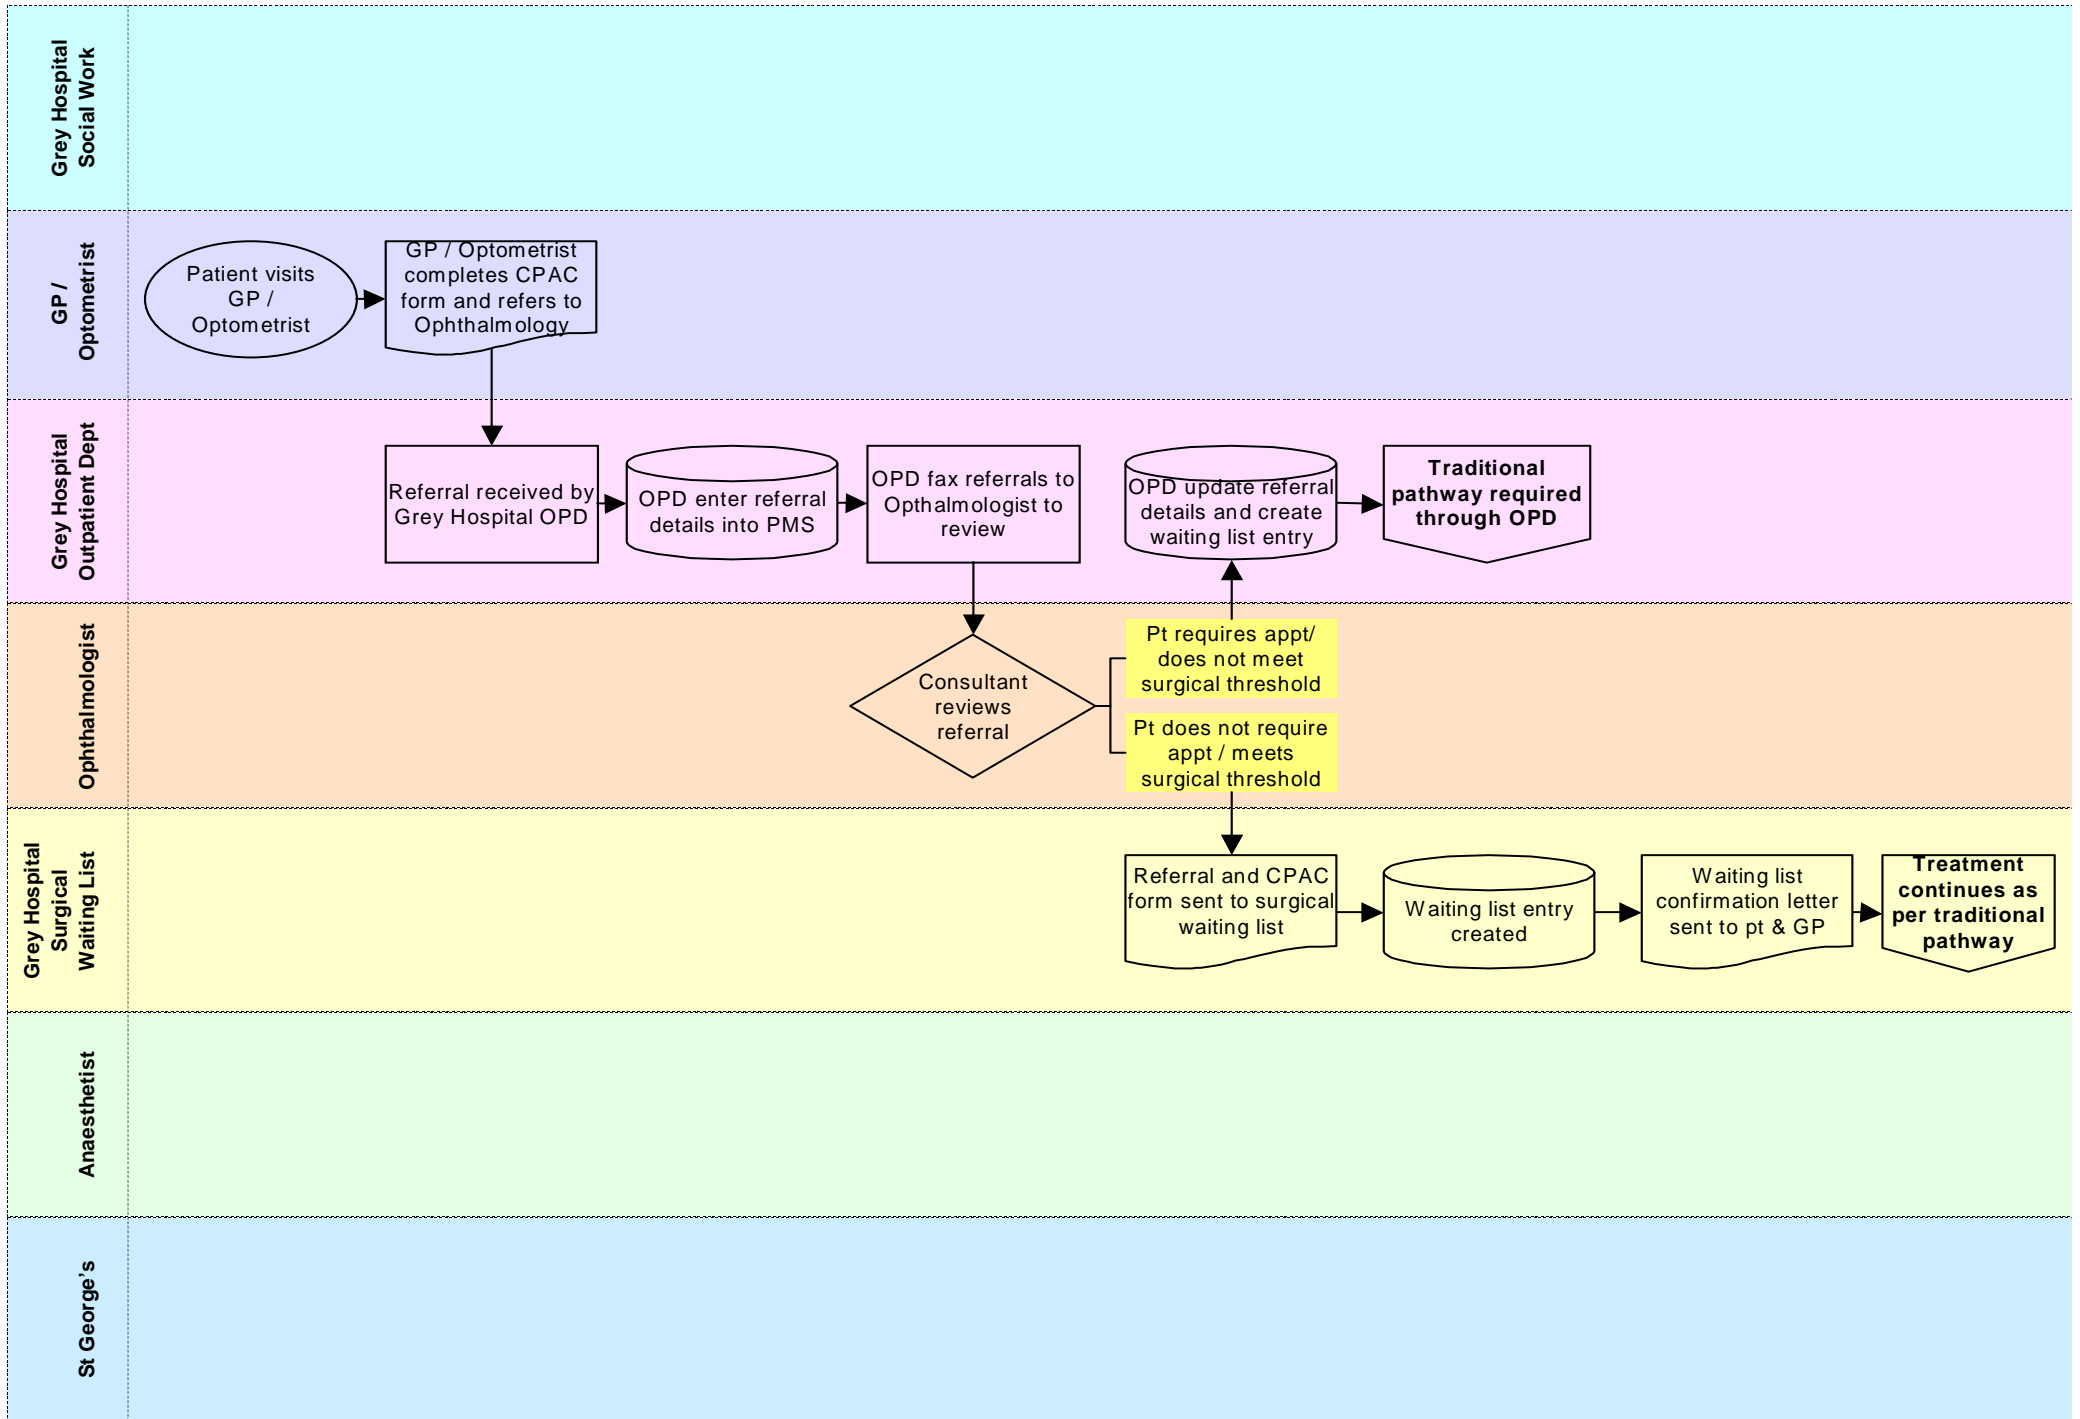 Grey Hospital
Social Work
GP /
Optometrist
Patient visits
GP /
Optometrist
GP / Optometrist
completes CPAC
form and refers to
Ophthalmology
Grey Hospital
Outpatient Dept
Referral received by
Grey Hospital OPD
OPD enter referral
details into PMS
OPD fax referrals to
Opthalmologist to
review
OPD update referral
details and create
waiting list entry
Traditional
pathway required
through OPD
Ophthalmologist
Consultant
reviews
referral
Pt requires appt/
does not meet
surgical threshold
Pt does not require
appt / meets
surgical threshold
Grey Hospital
Surgical
Waiting List
Referral and CPAC
form sent to surgical
waiting list
Waiting list entry
created
Waiting list
confirmation letter
sent to pt & GP
Treatment
continues as
per traditional
pathway
Anaesthetist
St George's